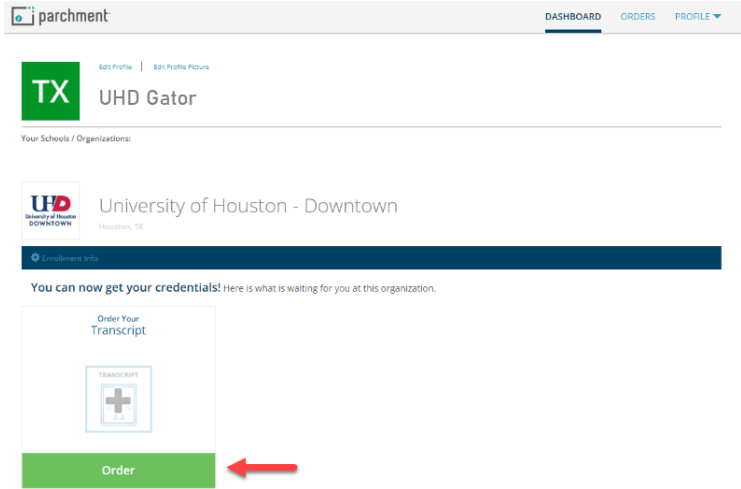 parchment
DASHBOARD ORDERS PROFILE
Edit Profile | Edit Profile Picture
TX
UHD Gator
Your Schools / Organizations:
UHD
University of Houston
DOWNTOWN
University of Houston - Downtown
Houston, TX
Enrollment Info
You can now get your credentials! Here is what is waiting for you at this organization.
Order Your
Transcript
TRANSCRIPT
Order